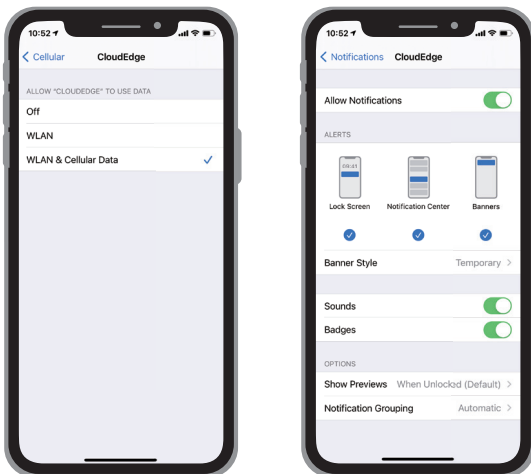 10:52
Cellular CloudEdge
ALLOW "CLOUDEDGE" TO USE DATA
Off
WLAN
WLAN & Cellular Data
10:52
Notifications CloudEdge
Allow Notifications
ALERTS
09:41
Lock Screen Notification Center Banners
Banner Style Temporary
Sounds
Badges
OPTIONS
Show Previews When Unlocked (Default)
Notification Grouping Automatic